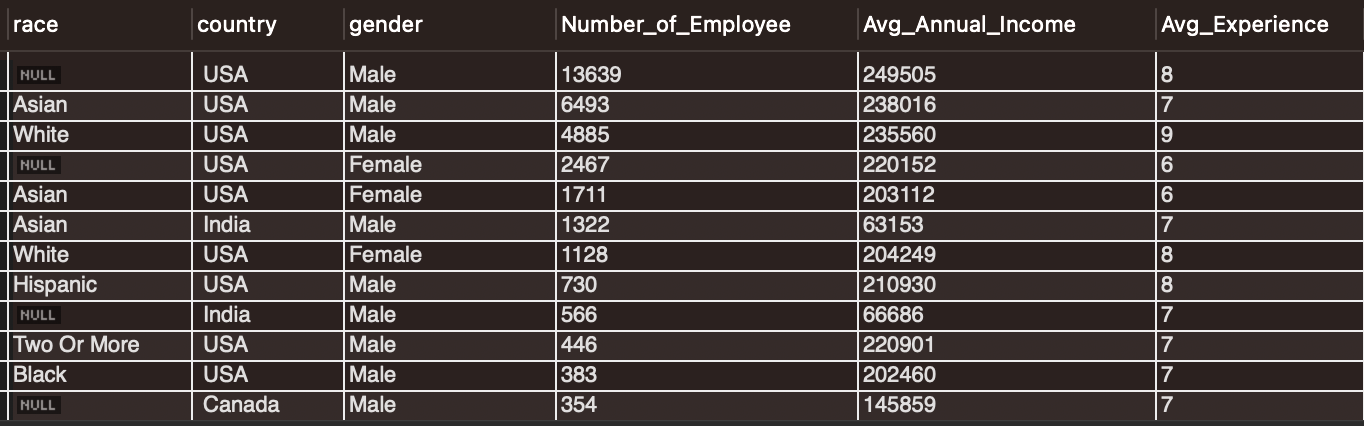 race country gender Number_of_Employee Avg_Annual_Income Avg_Experience
NULL USA Male 13639 249505 8
Asian USA Male 6493 238016 7
White USA Male 4885 235560 9
NULL USA Female 2467 220152 6
Asian USA Female 1711 203112 6
Asian India Male 1322 63153 7
White USA Female 1128 204249 8
Hispanic USA Male 730 210930 8
NULL India Male 566 66686 7
Two Or More USA Male 446 220901 7
Black USA Male 383 202460 7
NULL Canada Male 354 145859 7